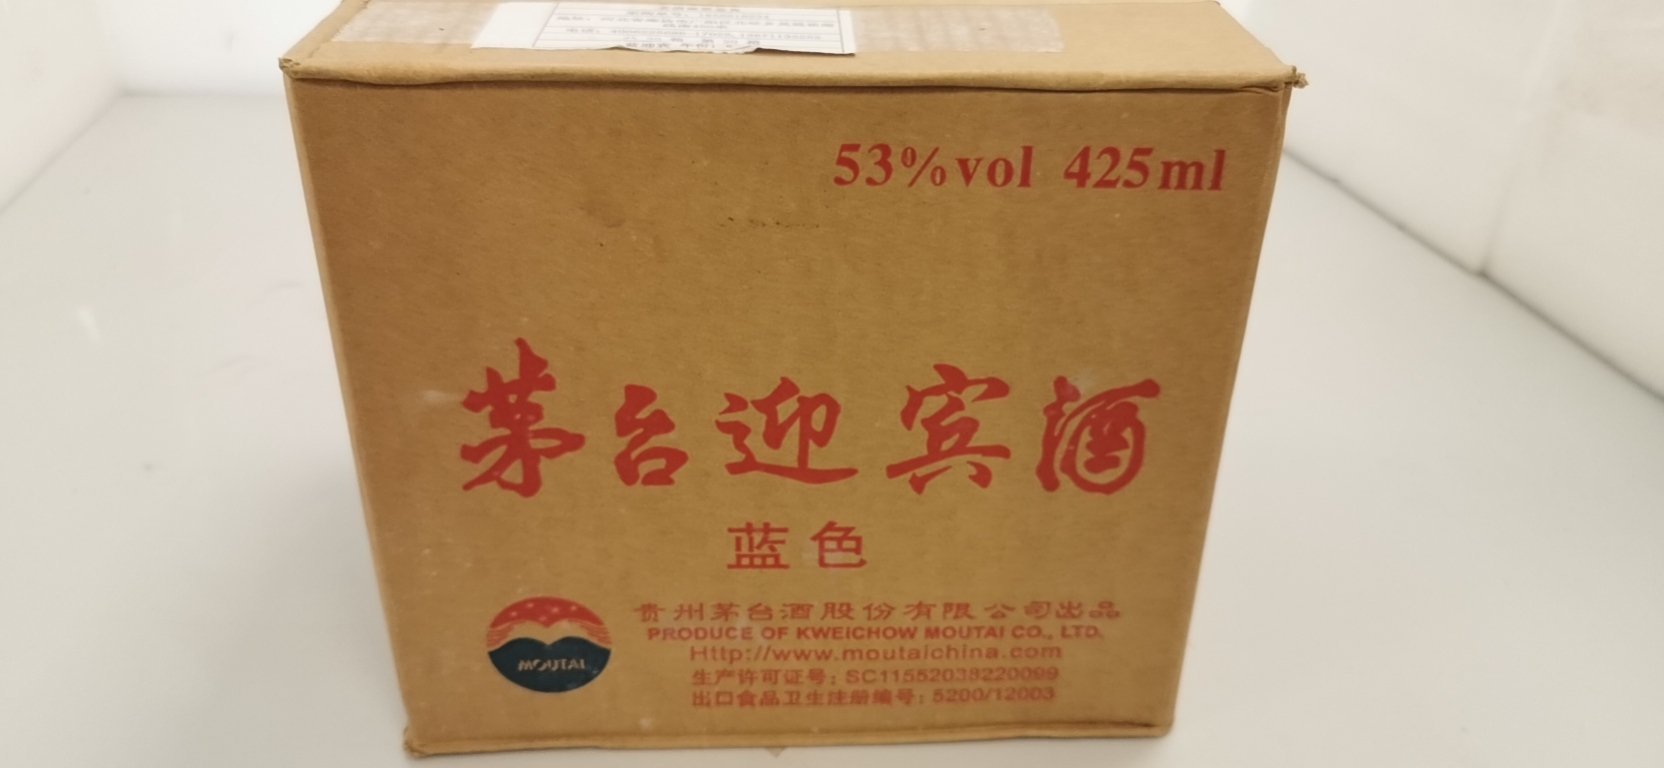 53%vol 425ml
茅台迎宾酒
蓝色
MOUTAI
贵州茅台酒股份有限公司出品
PRODUCE OF KWEICHOW MOUTAI CO., LTD.
Http://www.moutaichina.com
生产许可证号：SC11552038220099
出口食品卫生注册编号：5200/12003